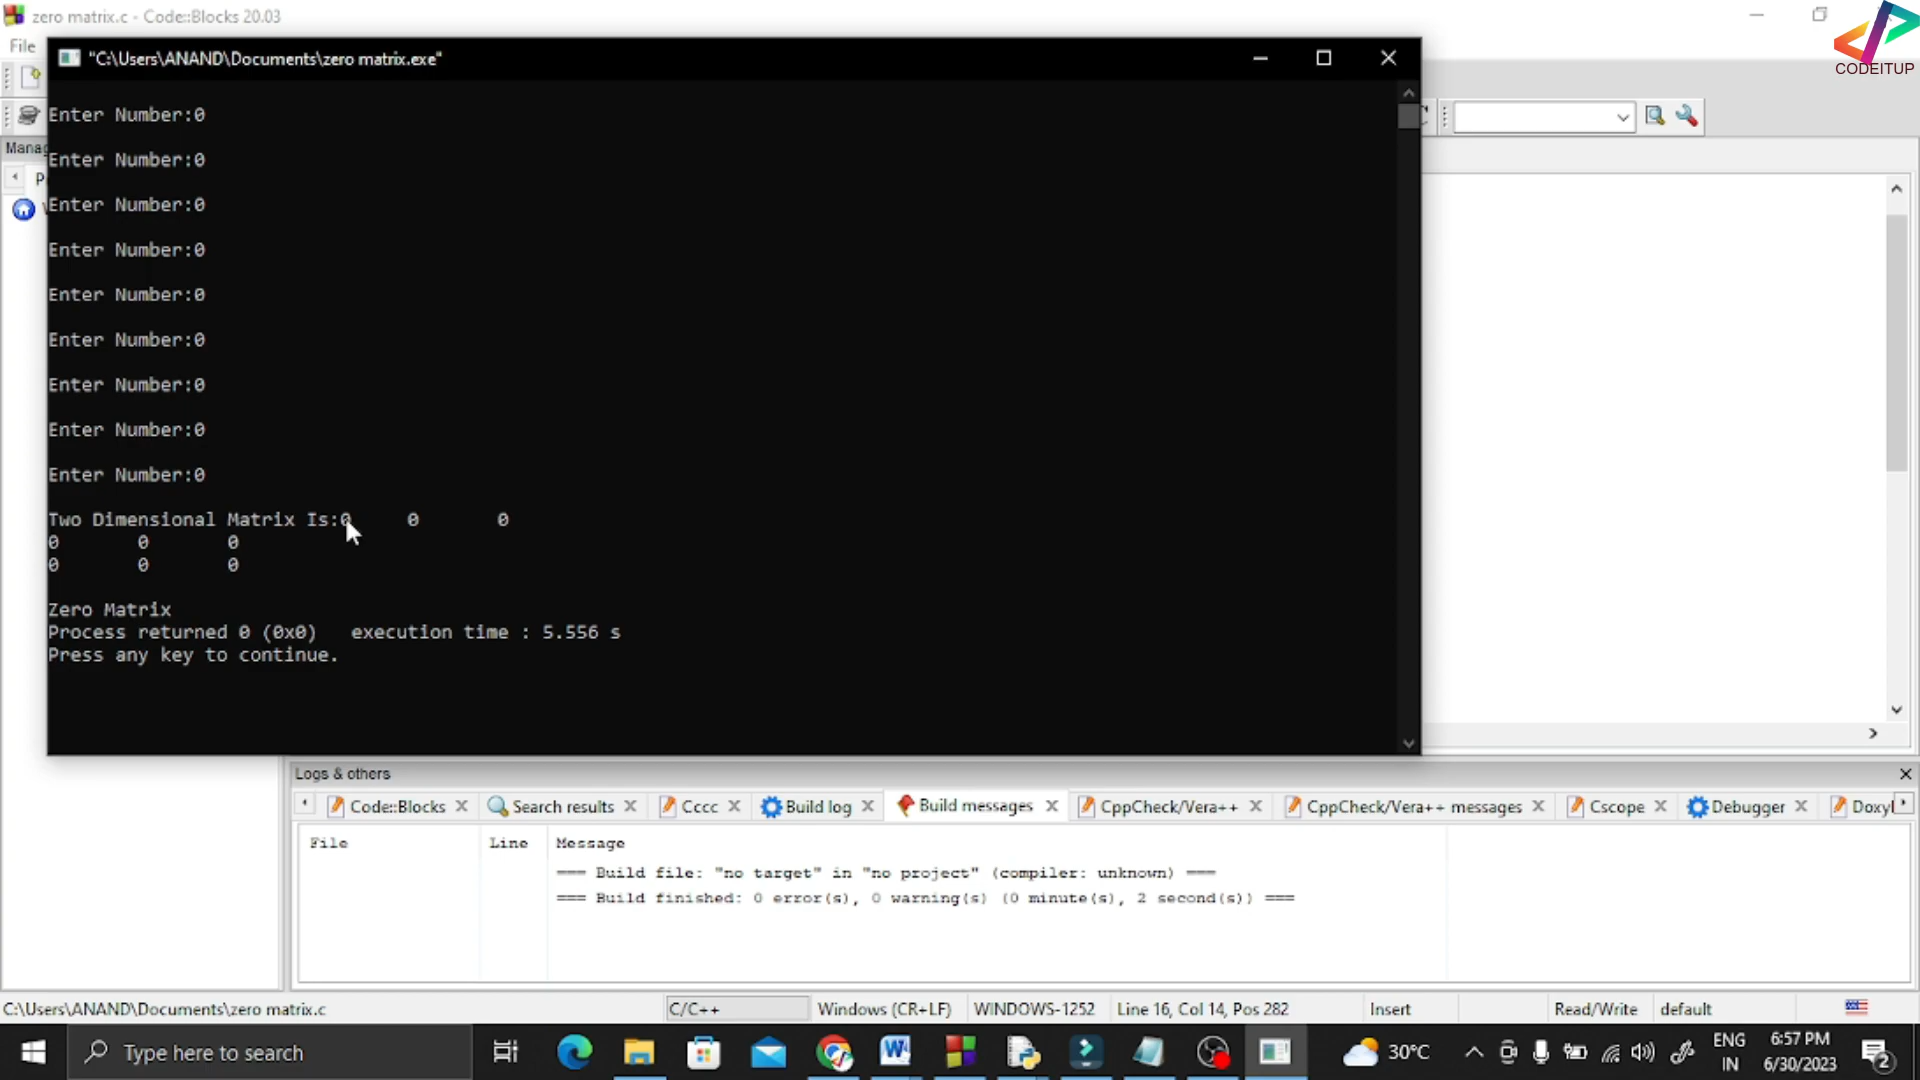 zero matrix.c - Code::Blocks 20.03
CODEITUP
File
"C:\Users\ANAND\Documents\zero matrix.exe"
Manag
Enter Number:0
Enter Number:0
Enter Number:0
Enter Number:0
Enter Number:0
Enter Number:0
Enter Number:0
Enter Number:0
Enter Number:0
Two Dimensional Matrix Is:0 0 0
0 0 0
0 0 0
Zero Matrix
Process returned 0 (0x0) execution time : 5.556 s
Press any key to continue.
Logs & others
Code::Blocks Search results Cccc Build log Build messages CppCheck/Vera++ CppCheck/Vera++ messages Cscope Debugger Doxyl
File Line Message
=== Build file: "no target" in "no project" (compiler: unknown) ===
=== Build finished: 0 error(s), 0 warning(s) (0 minute(s), 2 second(s)) ===
C:\Users\ANAND\Documents\zero matrix.c C/C++ Windows (CR+LF) WINDOWS-1252 Line 16, Col 14, Pos 282 Insert Read/Write default
Type here to search 30°C ENG IN 6:57 PM 6/30/2023 2